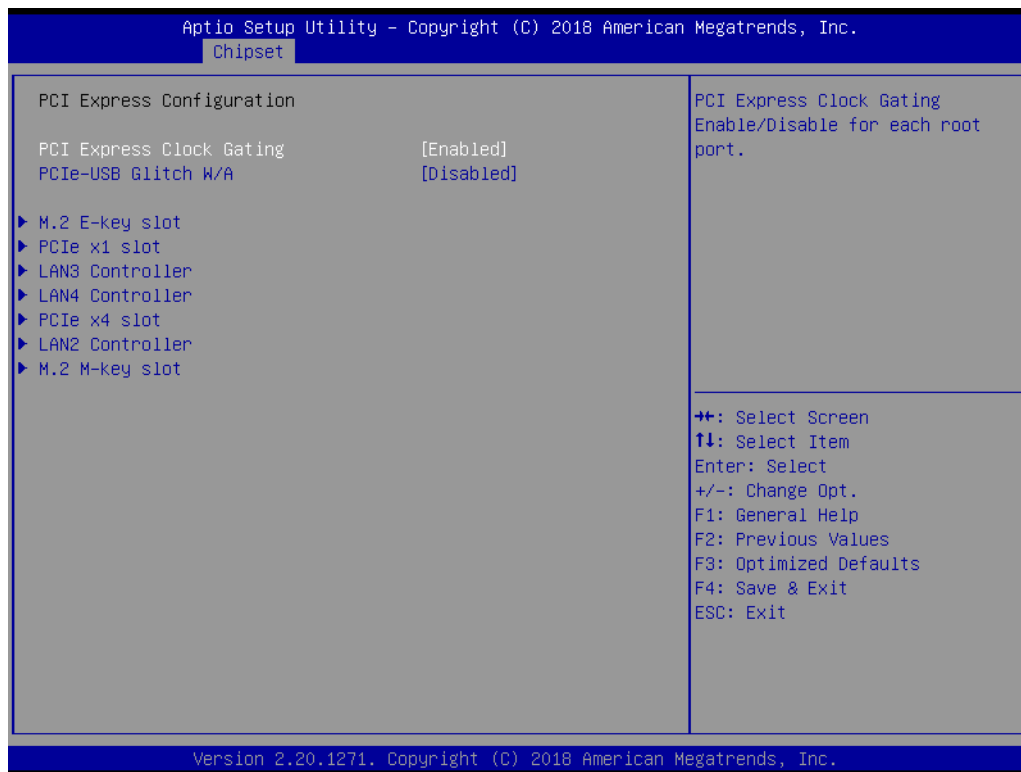 Aptio Setup Utility – Copyright (C) 2018 American Megatrends, Inc.
Chipset
PCI Express Configuration
PCI Express Clock Gating [Enabled]
PCIe-USB Glitch W/A [Disabled]
M.2 E-key slot
PCIe x1 slot
LAN3 Controller
LAN4 Controller
PCIe x4 slot
LAN2 Controller
M.2 M-key slot
PCI Express Clock Gating
Enable/Disable for each root
port.
→←: Select Screen
↑↓: Select Item
Enter: Select
+/-: Change Opt.
F1: General Help
F2: Previous Values
F3: Optimized Defaults
F4: Save & Exit
ESC: Exit
Version 2.20.1271. Copyright (C) 2018 American Megatrends, Inc.